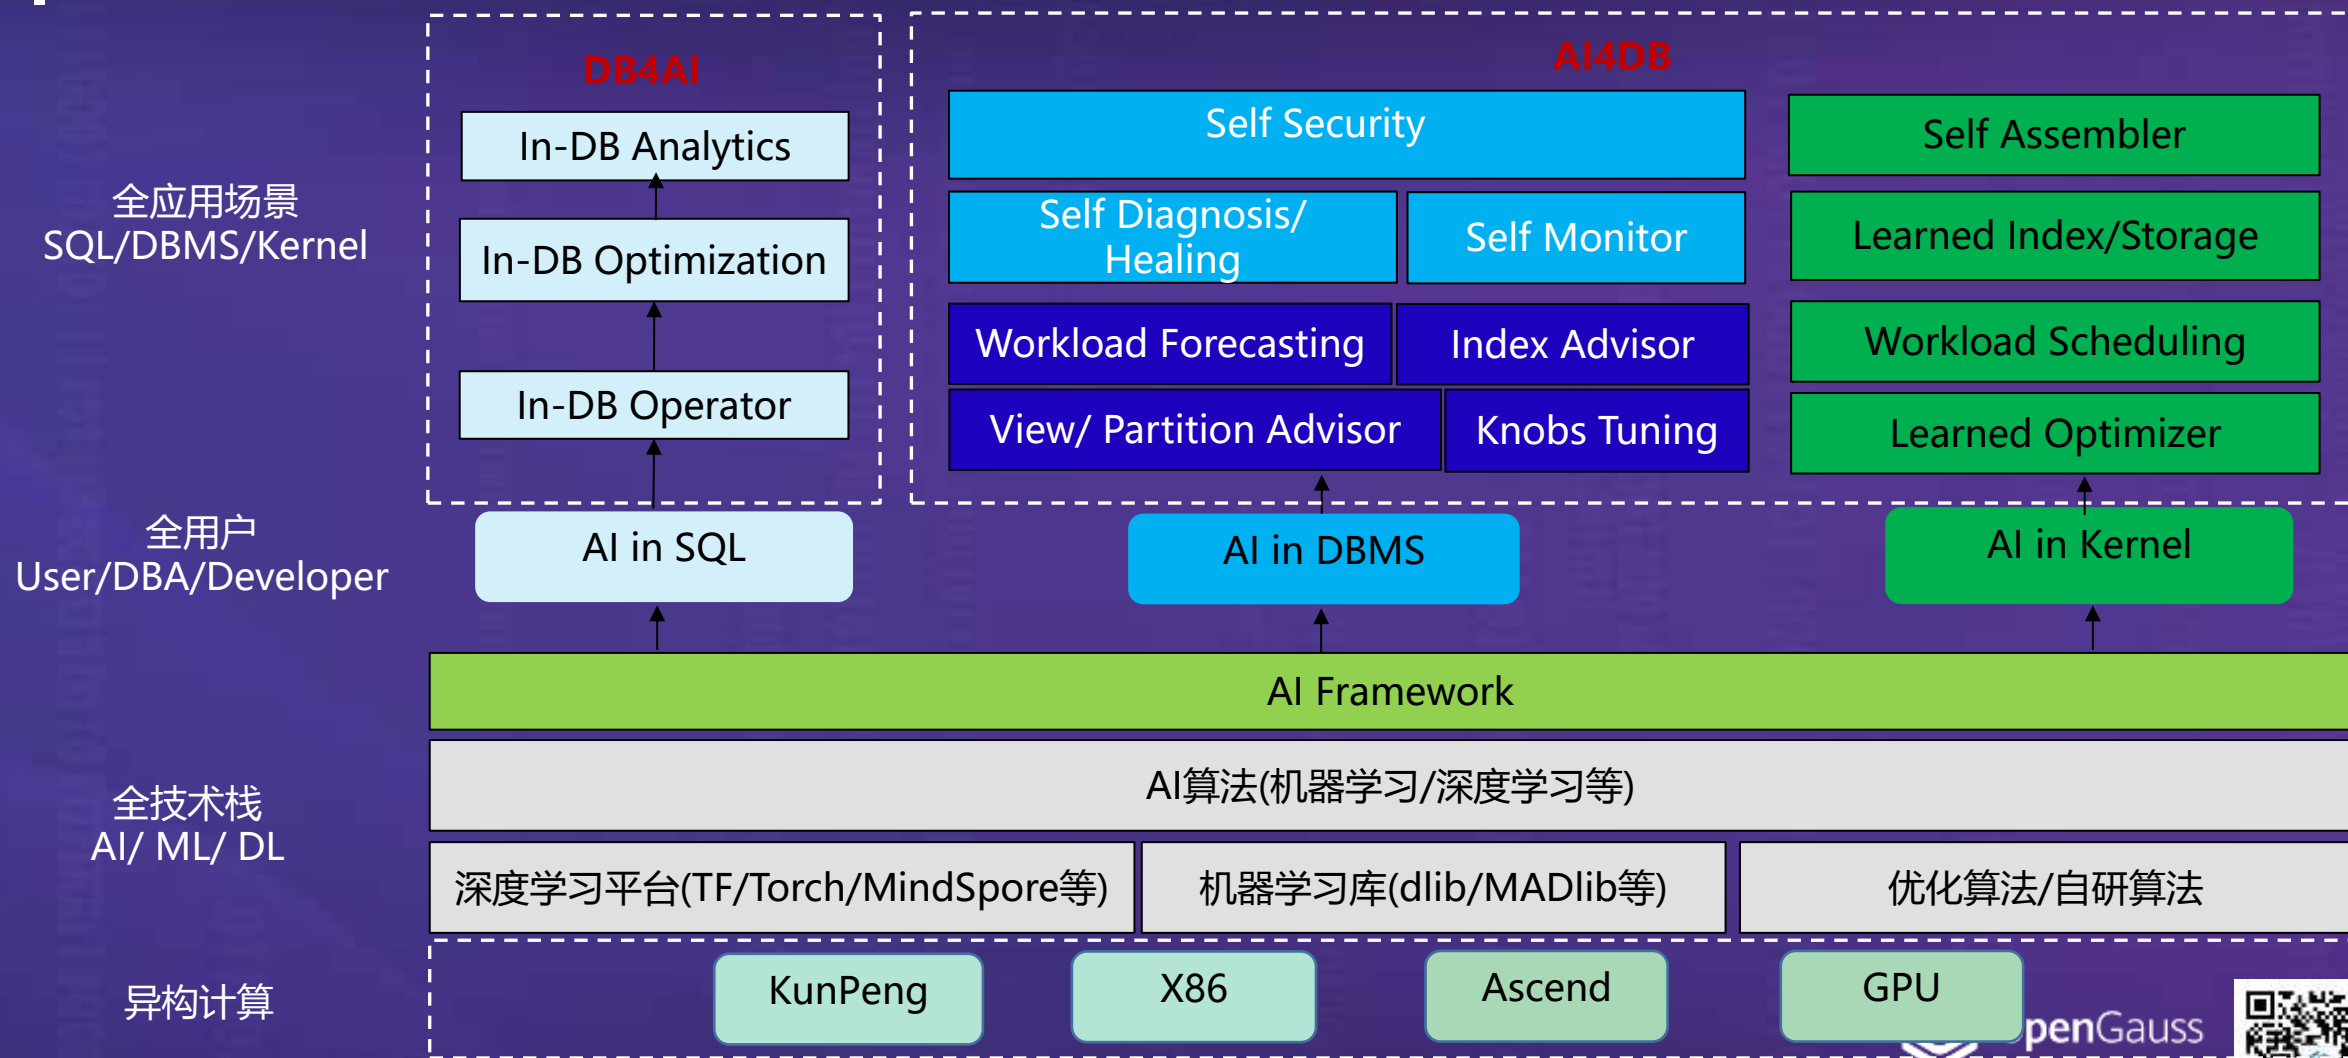 DB4AI
AI4DB
全应用场景
SQL/DBMS/Kernel
In-DB Analytics
In-DB Optimization
In-DB Operator
Self Security
Self Diagnosis/
Healing
Self Monitor
Workload Forecasting
Index Advisor
View/ Partition Advisor
Knobs Tuning
Self Assembler
Learned Index/Storage
Workload Scheduling
Learned Optimizer
全用户
User/DBA/Developer
AI in SQL
AI in DBMS
AI in Kernel
AI Framework
全技术栈
AI/ ML/ DL
AI算法(机器学习/深度学习等)
深度学习平台(TF/Torch/MindSpore等)
机器学习库(dlib/MADlib等)
优化算法/自研算法
异构计算
KunPeng
X86
Ascend
GPU
penGauss